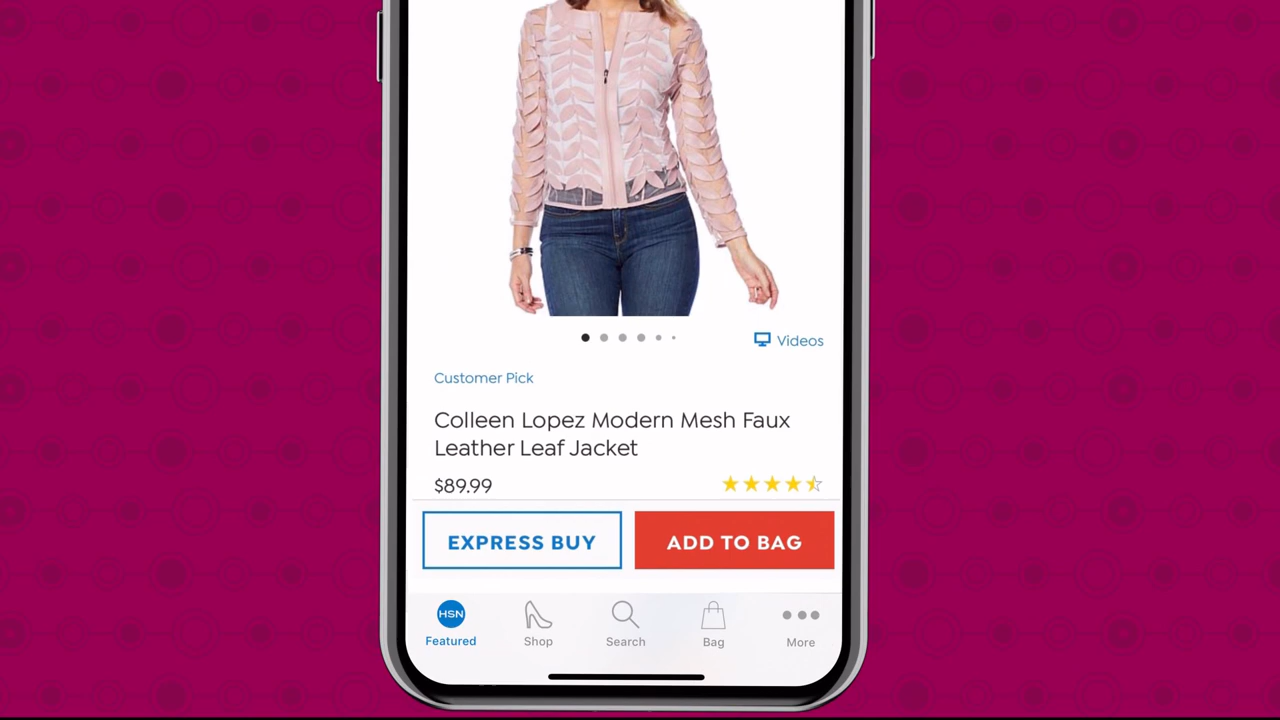 Videos
Customer Pick
Colleen Lopez Modern Mesh Faux
Leather Leaf Jacket
$89.99
EXPRESS BUY
ADD TO BAG
HSN
Featured
Shop
Search
Bag
More